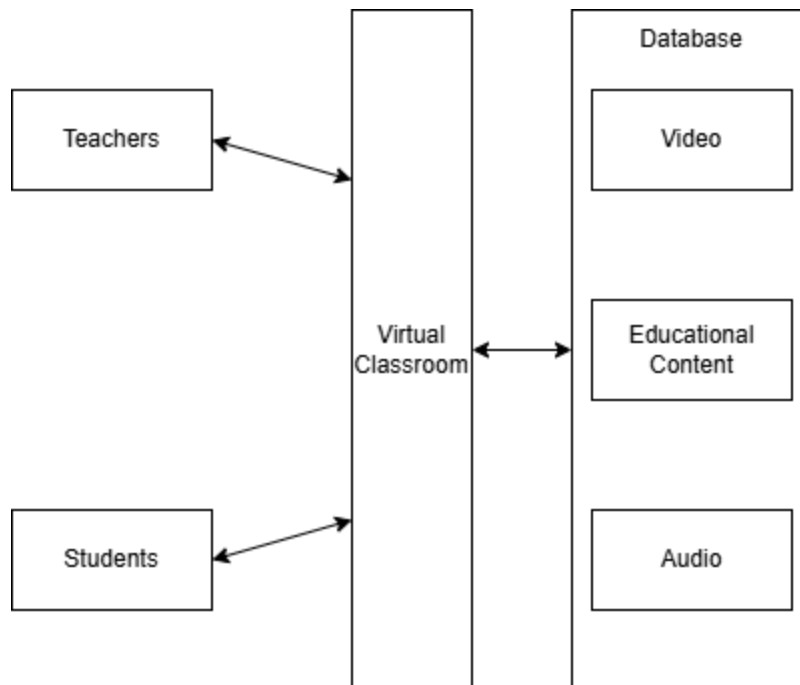 Database
Teachers
Video
Virtual
Classroom
Educational
Content
Students
Audio